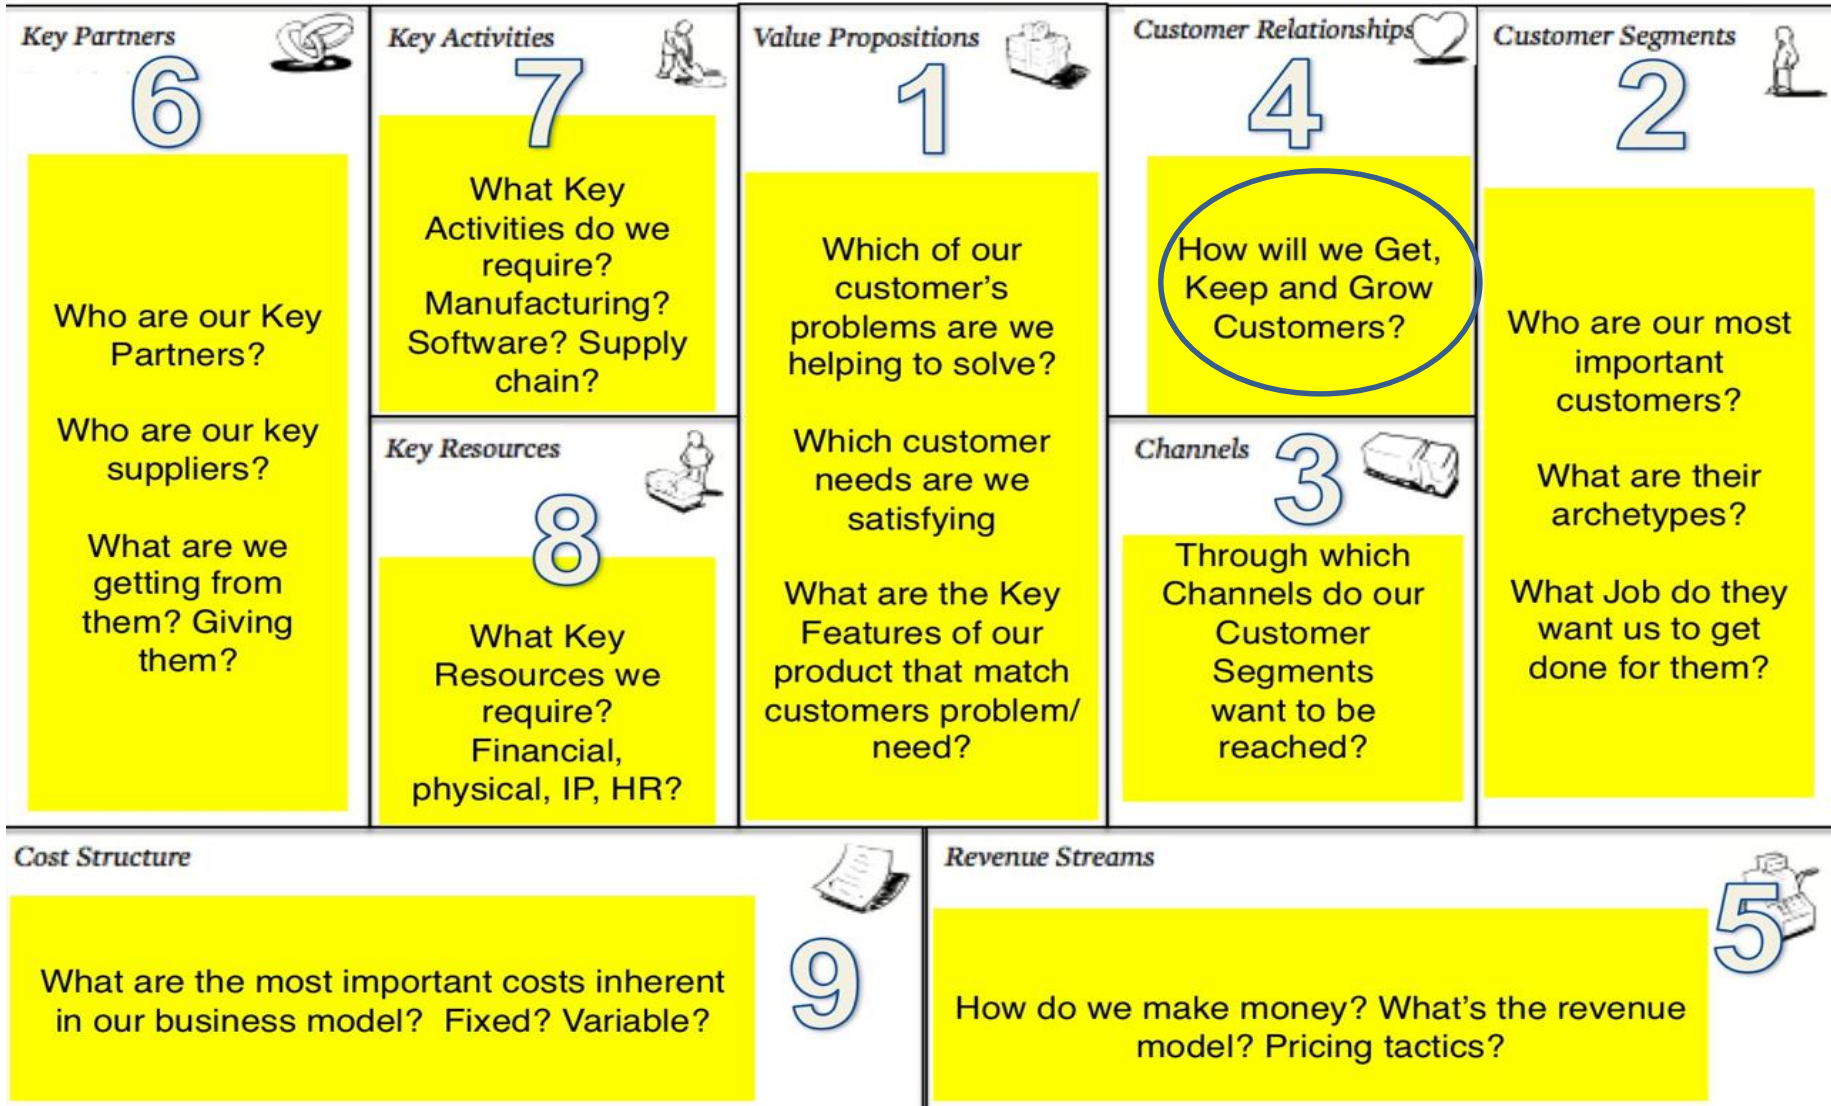 Key Partners
6
Who are our Key
Partners?
Who are our key
suppliers?
What are we
getting from
them? Giving
them?
Key Activities
7
What Key
Activities do we
require?
Manufacturing?
Software? Supply
chain?
Key Resources
8
What Key
Resources we
require?
Financial,
physical, IP, HR?
Value Propositions
1
Which of our
customer’s
problems are we
helping to solve?
Which customer
needs are we
satisfying
What are the Key
Features of our
product that match
customers problem/
need?
Customer Relationships
4
How will we Get,
Keep and Grow
Customers?
Channels
3
Through which
Channels do our
Customer
Segments
want to be
reached?
Customer Segments
2
Who are our most
important
customers?
What are their
archetypes?
What Job do they
want us to get
done for them?
Cost Structure
9
What are the most important costs inherent
in our business model? Fixed? Variable?
Revenue Streams
5
How do we make money? What’s the revenue
model? Pricing tactics?